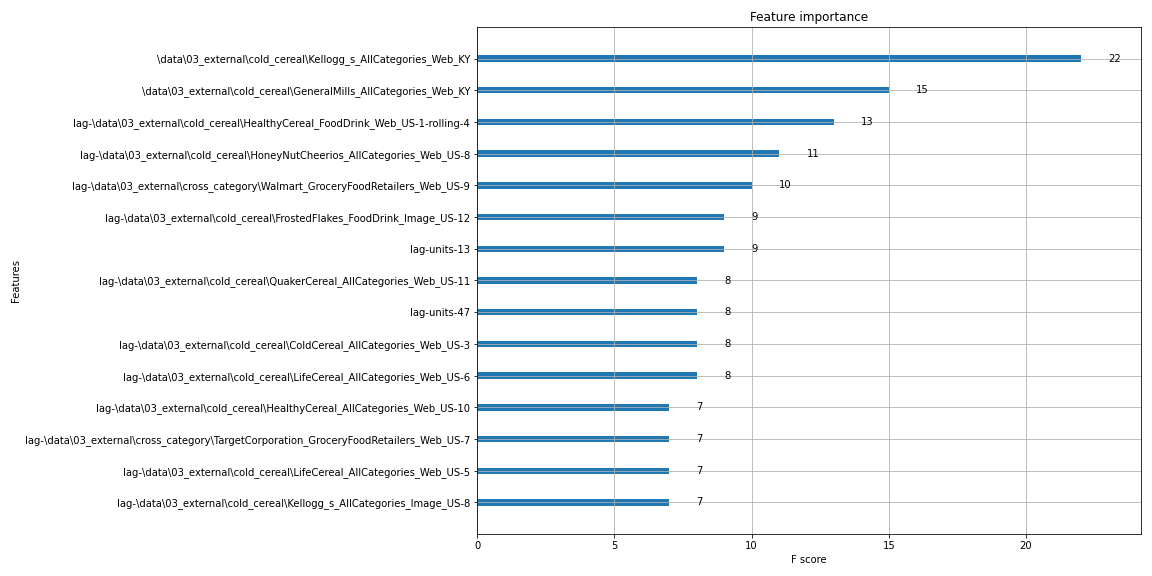 Feature importance
Features
\data\03_external\cold_cereal\Kellogg_s_AllCategories_Web_KY 22
\data\03_external\cold_cereal\GeneralMills_AllCategories_Web_KY 15
lag-\data\03_external\cold_cereal\HealthyCereal_FoodDrink_Web_US-1-rolling-4 13
lag-\data\03_external\cold_cereal\HoneyNutCheerios_AllCategories_Web_US-8 11
lag-\data\03_external\cross_category\Walmart_GroceryFoodRetailers_Web_US-9 10
lag-\data\03_external\cold_cereal\FrostedFlakes_FoodDrink_Image_US-12 9
lag-units-13 9
lag-\data\03_external\cold_cereal\QuakerCereal_AllCategories_Web_US-11 8
lag-units-47 8
lag-\data\03_external\cold_cereal\ColdCereal_AllCategories_Web_US-3 8
lag-\data\03_external\cold_cereal\LifeCereal_AllCategories_Web_US-6 8
lag-\data\03_external\cold_cereal\HealthyCereal_AllCategories_Web_US-10 7
lag-\data\03_external\cross_category\TargetCorporation_GroceryFoodRetailers_Web_US-7 7
lag-\data\03_external\cold_cereal\LifeCereal_AllCategories_Web_US-5 7
lag-\data\03_external\cold_cereal\Kellogg_s_AllCategories_Image_US-8 7
0 5 10 15 20
F score